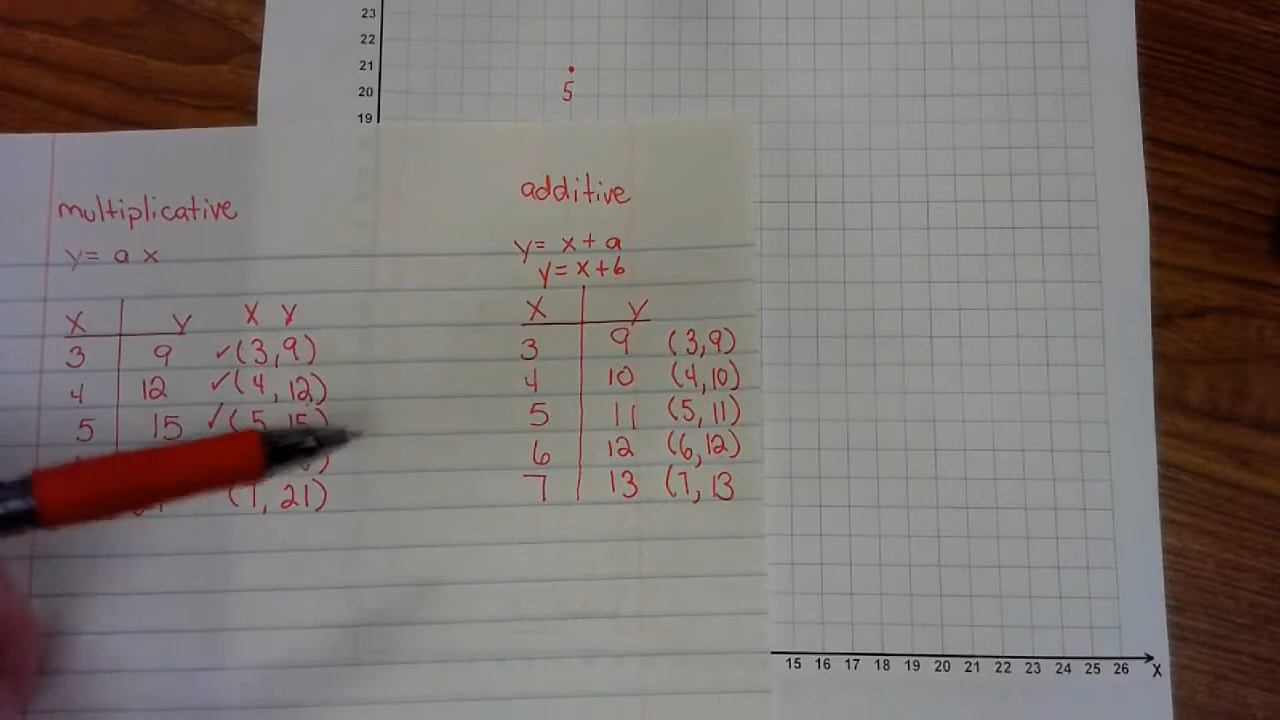 23
22
21
20
19
5
multiplicative
y= a x
X y X y
3 9 ✓(3,9)
4 12 ✓(4,12)
5 15 ✓(5,15)
(7,21)
additive
y= x+a
y=x+6
X y
3 9 (3,9)
4 10 (4,10)
5 11 (5,11)
6 12 (6,12)
7 13 (7,13
15 16 17 18 19 20 21 22 23 24 25 26 X